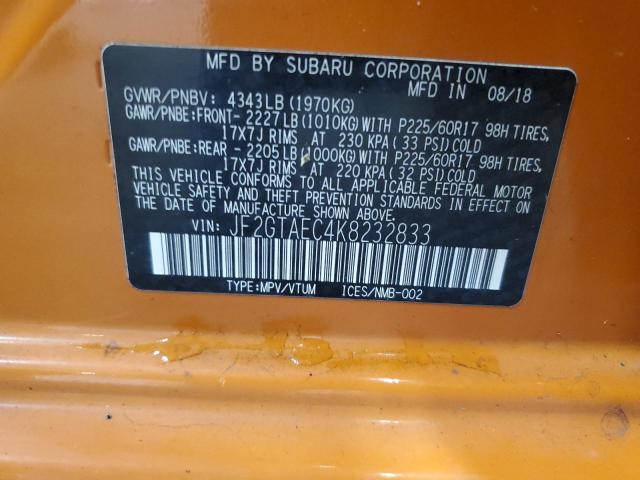 MFD BY SUBARU CORPORATION
MFD IN 08/18
GVWR/PNBV: 4343LB(1970KG)
GAWR/PNBE:FRONT-2227LB(1010KG)WITH P225/60R17 98H TIRES,
17X7J RIMS AT 230 KPA(33 PSI)COLD
GAWR/PNBE:REAR -2205LB(1000KG)WITH P225/60R17 98H TIRES,
17X7J RIMS AT 220 KPA(32 PSI)COLD
THIS VEHICLE CONFORMS TO ALL APPLICABLE FEDERAL MOTOR
VEHICLE SAFETY AND THEFT PREVENTION STANDARDS IN EFFECT ON
THE DATE OF MANUFACTURE SHOWN ABOVE.
VIN: JF2GTAEC4K8232833
TYPE:MPV/VTUM ICES/NMB-002